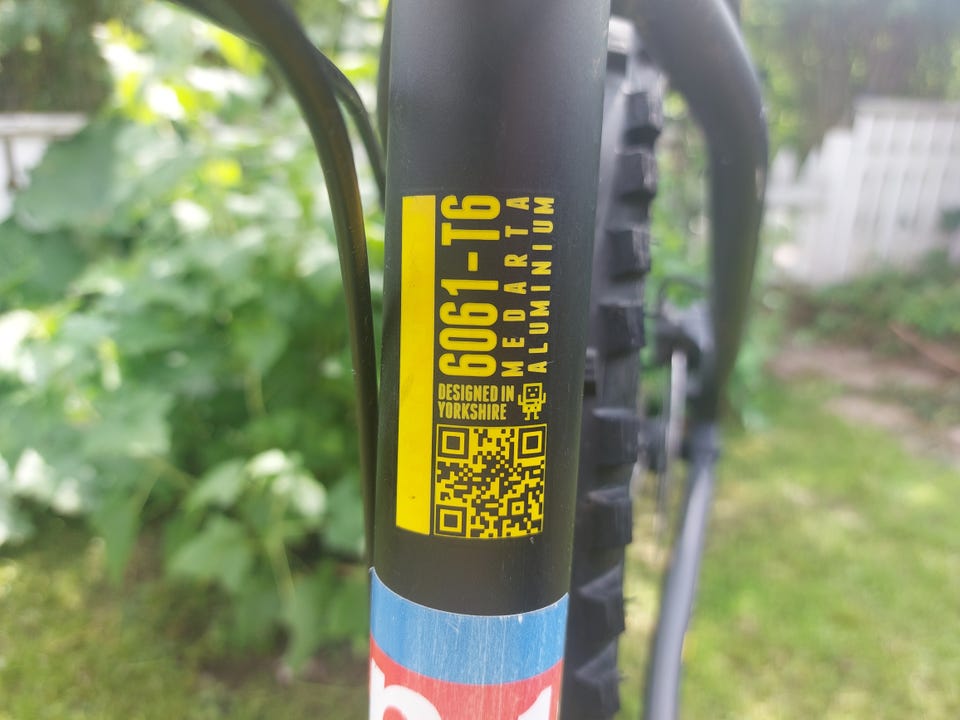 6061-T6
MEDARTA
ALUMINIUM
DESIGNED IN
YORKSHIRE